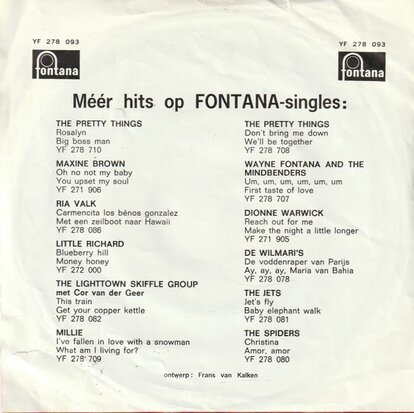 YF 278 093
YF 278 093
fontana
fontana
Méér hits op FONTANA-singles:
THE PRETTY THINGS
Rosalyn
Big boss man
YF 278 710
MAXINE BROWN
Oh no not my baby
You upset my soul
YF 271 906
RIA VALK
Carmencita los bénos gonzalez
Met een zeilboot naar Hawaii
YF 278 086
LITTLE RICHARD
Blueberry hill
Money honey
YF 272 000
THE LIGHTTOWN SKIFFLE GROUP
met Cor van der Geer
This train
Get your copper kettle
YF 278 082
MILLIE
I've fallen in love with a snowman
What am I living for?
YF 278 709
THE PRETTY THINGS
Don't bring me down
We'll be together
YF 278 708
WAYNE FONTANA AND THE
MINDBENDERS
Um, um, um, um, um, um
First taste of love
YF 278 707
DIONNE WARWICK
Reach out for me
Make the night a little longer
YF 271 905
DE WILMARI'S
De voddenraper van Parijs
Ay, ay, ay, Maria van Bahia
YF 278 078
THE JETS
Jet's fly
Baby elephant walk
YF 278 081
THE SPIDERS
Christina
Amor, amor
YF 278 080
ontwerp: Frans van Kalken